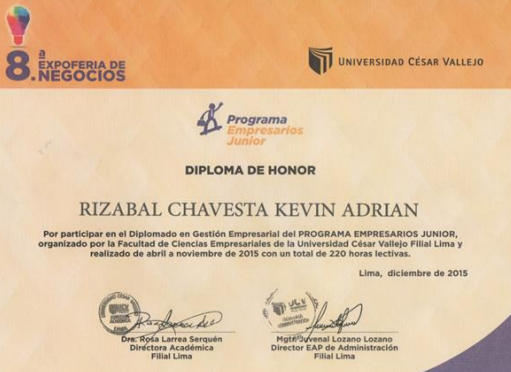 8.ª EXPOFERIA DE
NEGOCIOS
UNIVERSIDAD CÉSAR VALLEJO
Programa
Empresarios
Junior
DIPLOMA DE HONOR
RIZABAL CHAVESTA KEVIN ADRIAN
Por participar en el Diplomado en Gestión Empresarial del PROGRAMA EMPRESARIOS JUNIOR,
organizado por la Facultad de Ciencias Empresariales de la Universidad César Vallejo Filial Lima y
realizado de abril a noviembre de 2015 con un total de 220 horas lectivas.
Lima, diciembre de 2015
Dra. Rosa Larrea Serquén
Directora Académica
Filial Lima
Mgtr. Juvenal Lozano Lozano
Director EAP de Administración
Filial Lima